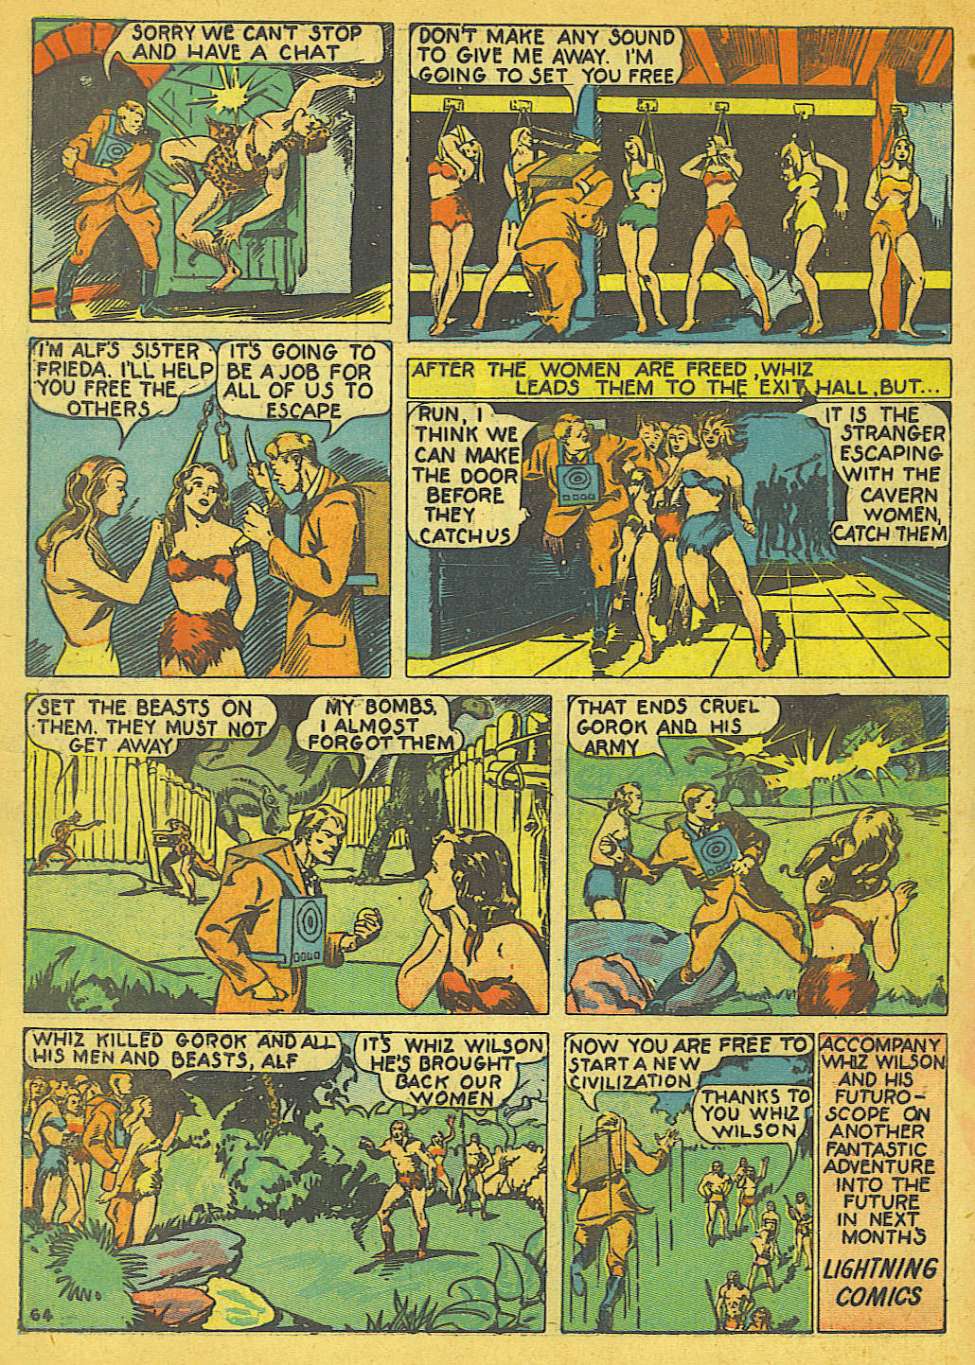 SORRY WE CAN'T STOP
AND HAVE A CHAT
DON'T MAKE ANY SOUND
TO GIVE ME AWAY. I'M
GOING TO SET YOU FREE
I'M ALF'S SISTER
FRIEDA. I'LL HELP
YOU FREE THE
OTHERS
IT'S GOING TO
BE A JOB FOR
ALL OF US TO
ESCAPE
AFTER THE WOMEN ARE FREED, WHIZ
LEADS THEM TO THE EXIT HALL, BUT...
RUN, I
THINK WE
CAN MAKE
THE DOOR
BEFORE
THEY
CATCH US
IT IS THE
STRANGER
ESCAPING
WITH THE
CAVERN
WOMEN,
CATCH THEM
SET THE BEASTS ON
THEM. THEY MUST NOT
GET AWAY
MY BOMBS,
I ALMOST
FORGOT THEM
THAT ENDS CRUEL
GOROK AND HIS
ARMY
WHIZ KILLED GOROK AND ALL
HIS MEN AND BEASTS, ALF
IT'S WHIZ WILSON
HE'S BROUGHT
BACK OUR
WOMEN
64
NOW YOU ARE FREE TO
START A NEW
CIVILIZATION
THANKS TO
YOU WHIZ
WILSON
ACCOMPANY
WHIZ WILSON
AND HIS
FUTURO-
SCOPE ON
ANOTHER
FANTASTIC
ADVENTURE
INTO THE
FUTURE
IN NEXT
MONTHS
LIGHTNING
COMICS